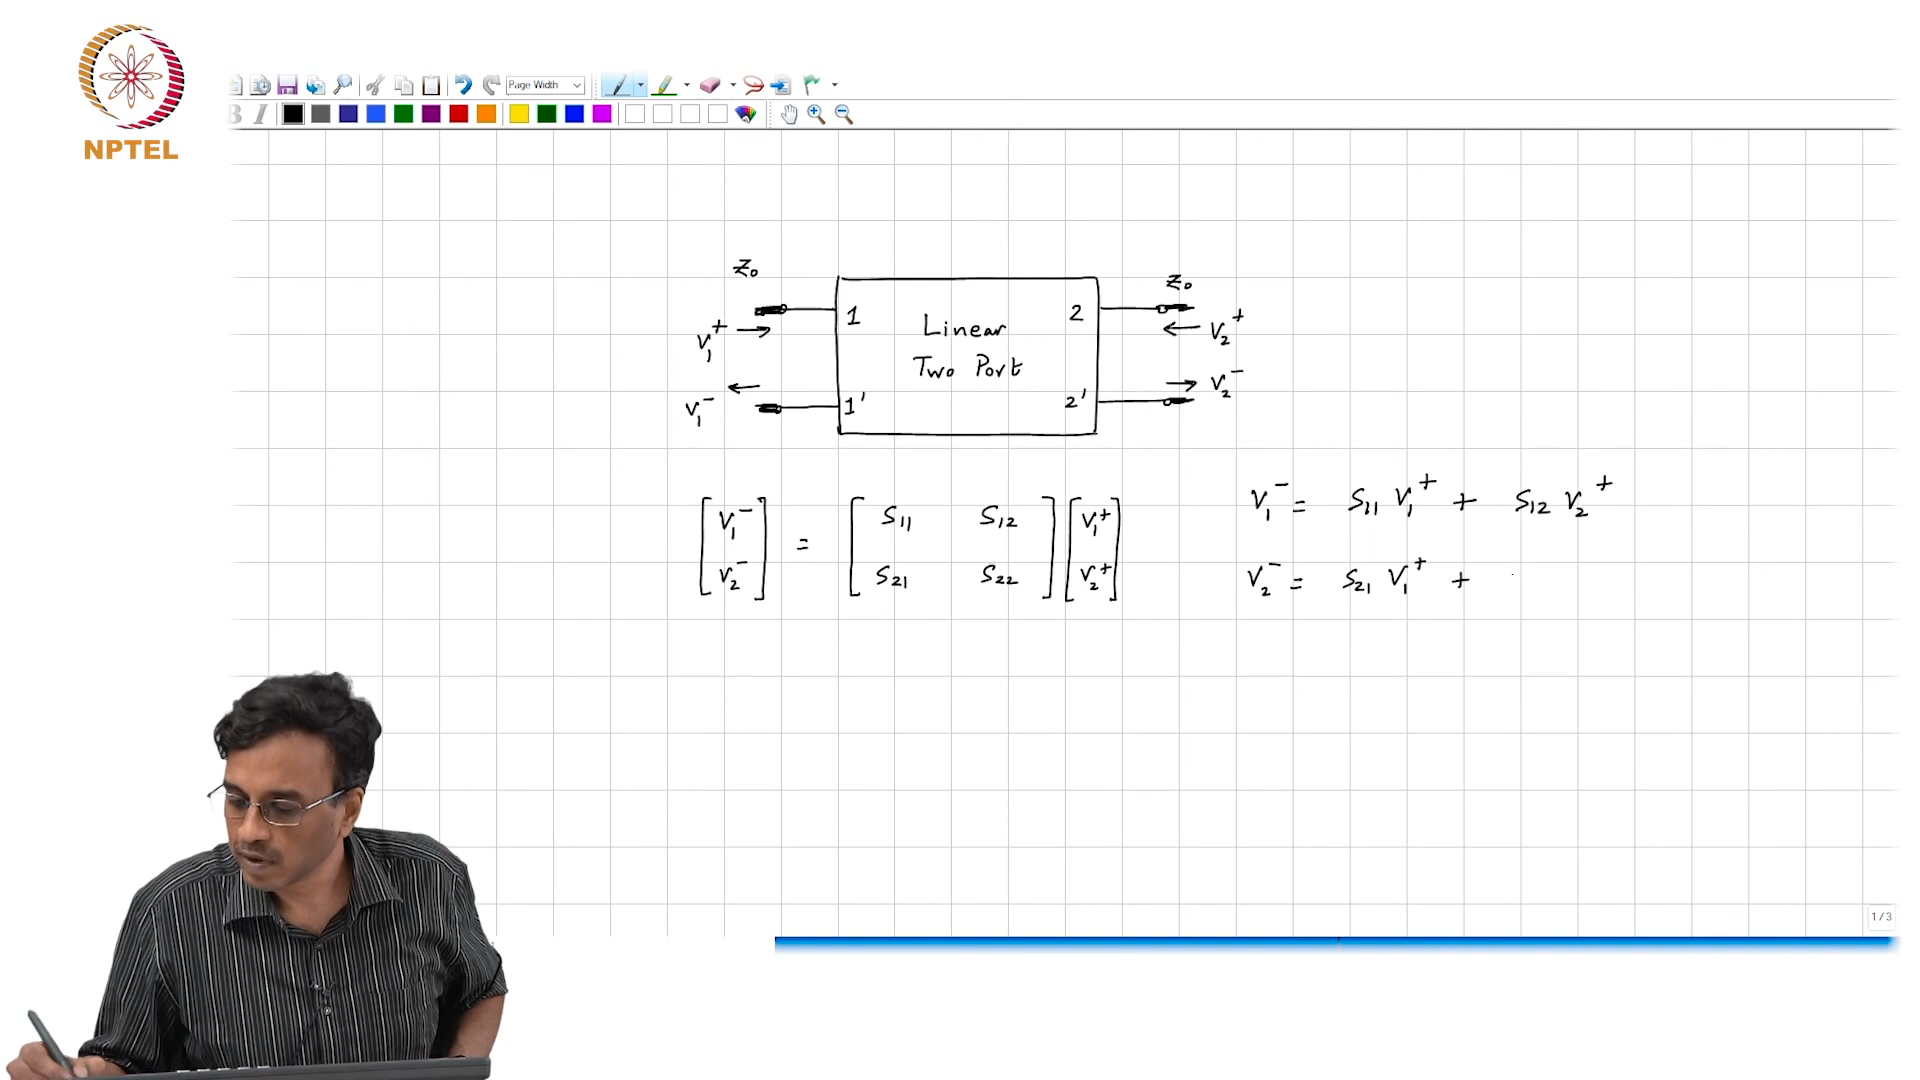 NPTEL
Page Width
B I
Z₀
Z₀
1
2
Linear
Two Port
V₁⁺
V₂⁺
V₁⁻
V₂⁻
1'
2'
[V₁⁻ V₂⁻] = [S₁₁ S₁₂ S₂₁ S₂₂] [V₁⁺ V₂⁺]
V₁⁻ = S₁₁ V₁⁺ + S₁₂ V₂⁺
V₂⁻ = S₂₁ V₁⁺ +
1/3